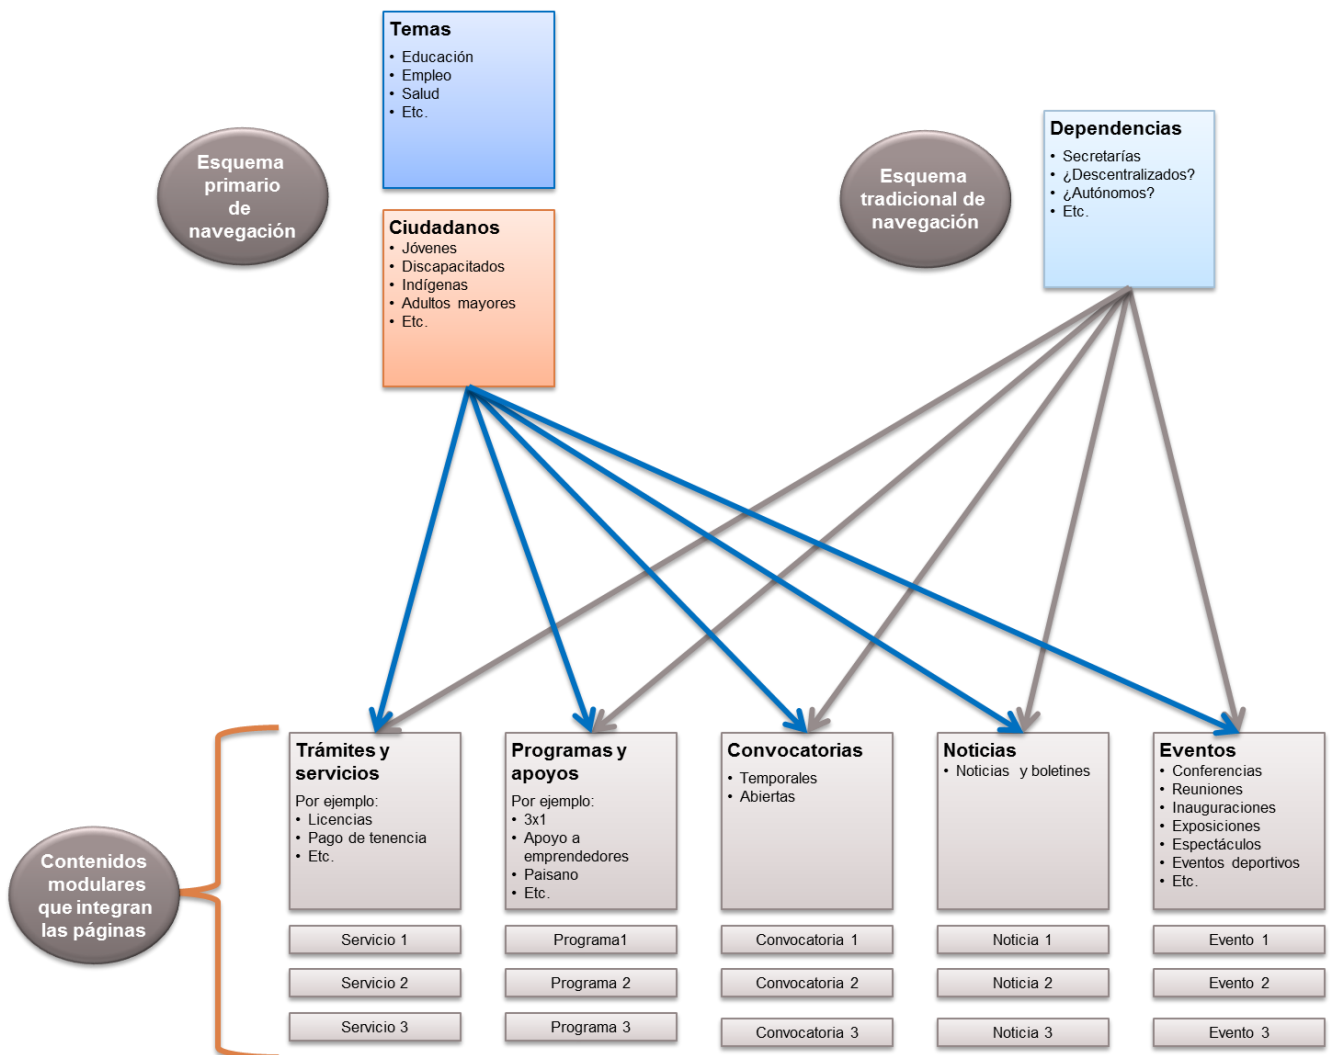 Temas
• Educación
• Empleo
• Salud
• Etc.
Esquema
primario
de
navegación
Ciudadanos
• Jóvenes
• Discapacitados
• Indígenas
• Adultos mayores
• Etc.
Esquema
tradicional de
navegación
Dependencias
• Secretarías
• ¿Descentralizados?
• ¿Autónomos?
• Etc.
Contenidos
modulares
que integran
las páginas
Trámites y
servicios
Por ejemplo:
• Licencias
• Pago de tenencia
• Etc.
Servicio 1
Servicio 2
Servicio 3
Programas y
apoyos
Por ejemplo:
• 3x1
• Apoyo a
emprendedores
• Paisano
• Etc.
Programa1
Programa 2
Programa 3
Convocatorias
• Temporales
• Abiertas
Convocatoria 1
Convocatoria 2
Convocatoria 3
Noticias
• Noticias y boletines
Noticia 1
Noticia 2
Noticia 3
Eventos
• Conferencias
• Reuniones
• Inauguraciones
• Exposiciones
• Espectáculos
• Eventos deportivos
• Etc.
Evento 1
Evento 2
Evento 3